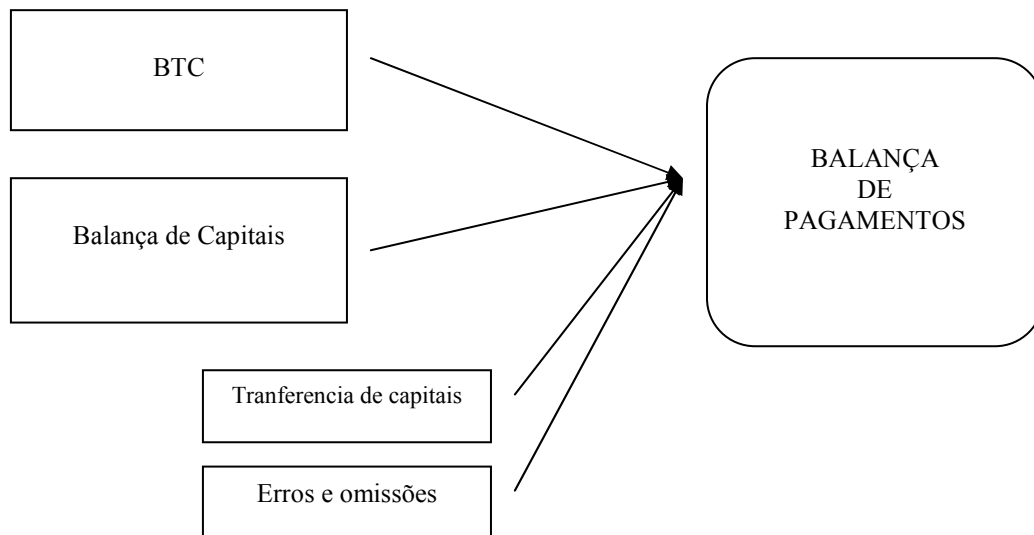 BTC
BALANÇA
DE
PAGAMENTOS
Balança de Capitais
Tranferencia de capitais
Erros e omissões